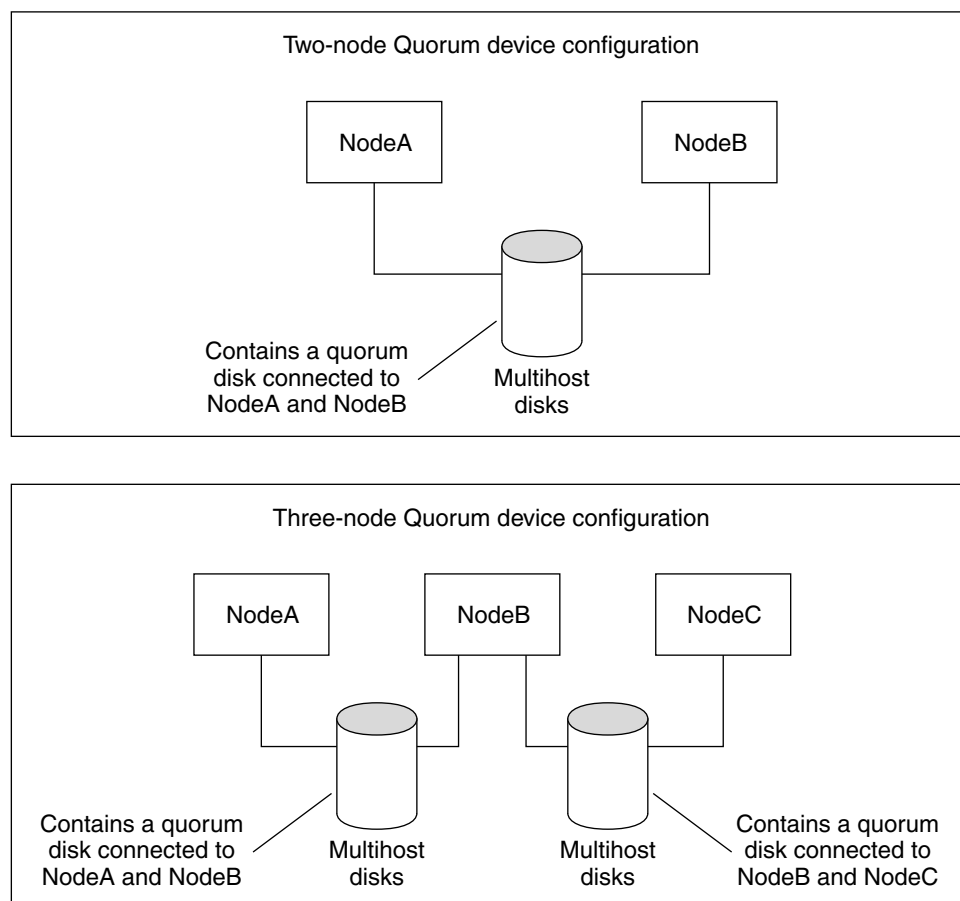 Two-node Quorum device configuration
NodeA
NodeB
Contains a quorum
disk connected to
NodeA and NodeB
Multihost
disks
Three-node Quorum device configuration
NodeA
NodeB
NodeC
Contains a quorum
disk connected to
NodeA and NodeB
Multihost
disks
Multihost
disks
Contains a quorum
disk connected to
NodeB and NodeC